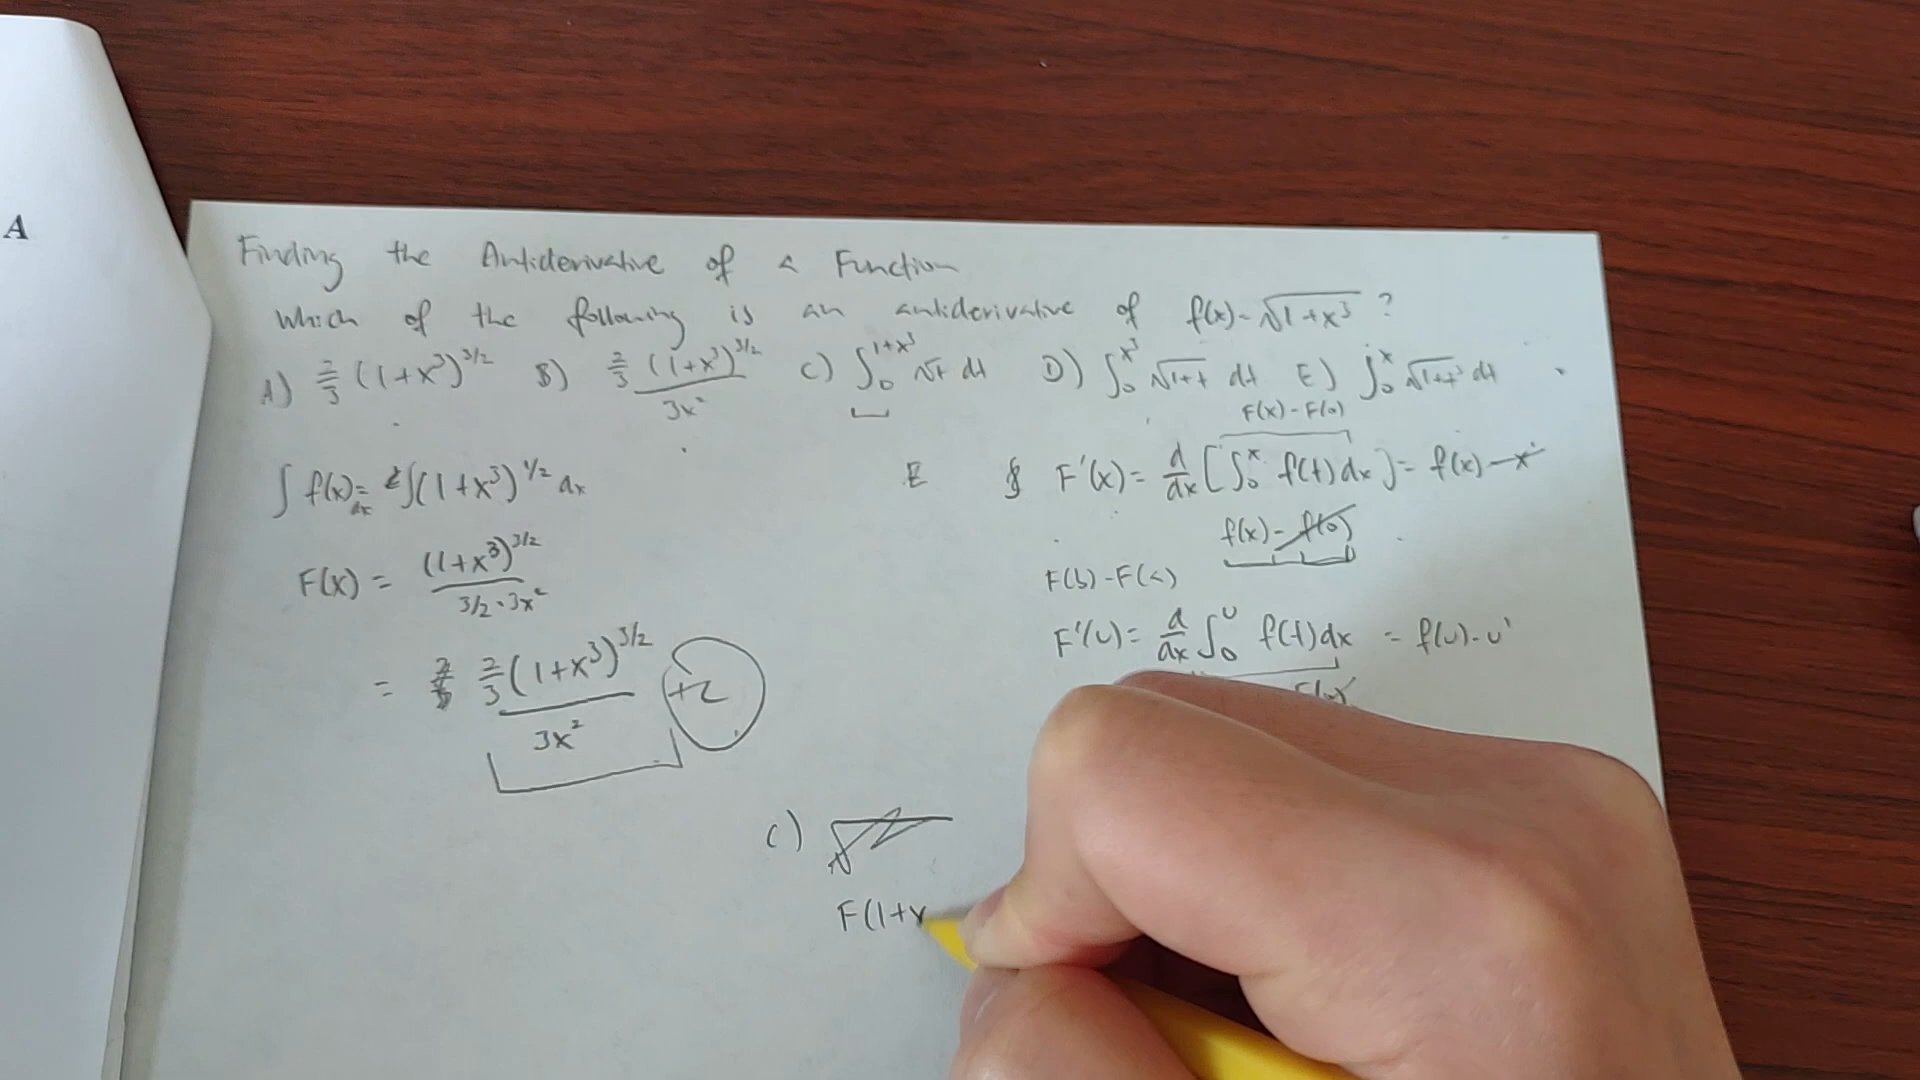 A
Finding the Antiderivative of a Function
Which of the following is an antiderivative of f(x)=√(1+x³) ?
A) 2/3 (1+x³)^3/2 B) 2/3 (1+x³)^3/2 / 3x² C) ∫₀^1+x³ √t dt D) ∫₀^x³ √(1+t) dt E) ∫₀^x √(1+t³) dt
F(x)-F(0)
∫ f(x) dx = ∫(1+x³)^1/2 dx
E F'(x) = d/dx [∫₀^x f(t) dx] = f(x)
f(x)-f(0)
F(x) = (1+x³)^3/2 / 3/2·3x²
F(b)-F(a)
F'(u) = d/dx ∫₀^u f(t) dx = f(u)-u'
= 2/3 (1+x³)^3/2 / 3x² +c
C)
F(1+x